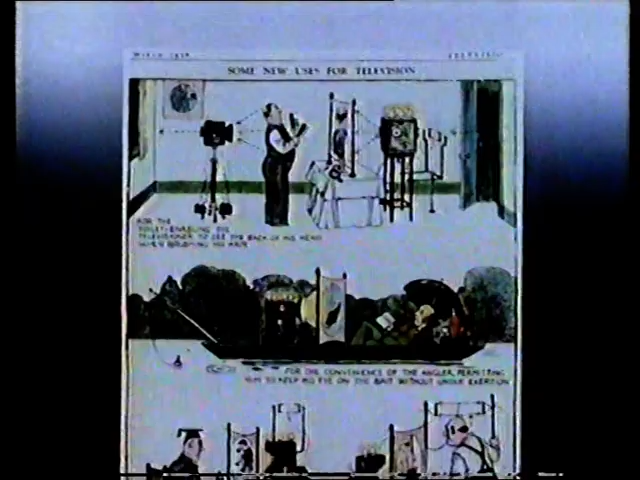 SOME NEW USES FOR TELEVISION
FOR THE
TOILET-ENABLING THE
TELEVISIONER TO SEE THE BACK OF HIS HEAD
WHEN BRUSHING HIS HAIR
FOR THE CONVENIENCE OF THE ANGLER, PERMITTING
HIM TO KEEP HIS EYE ON THE BAIT WITHOUT UNDUE EXERTION